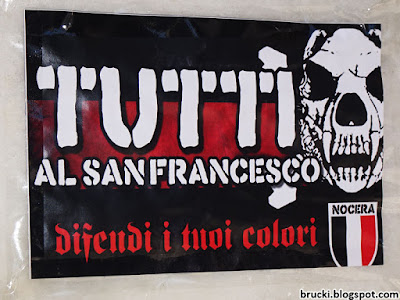 TUTTI
AL SAN FRANCESCO
difendi i tuoi colori
NOCERA
brucki.blogspot.com